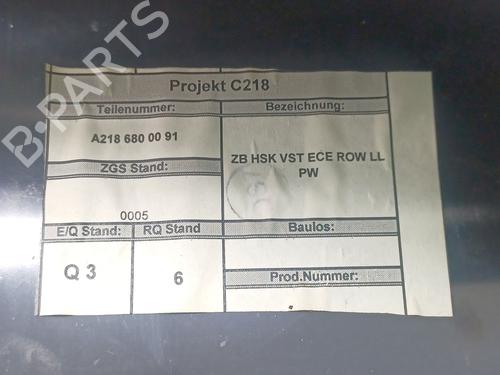 Projekt C218
Teilenummer:
Bezeichnung:
A218 680 00 91
ZB HSK VST ECE ROW LL
PW
ZGS Stand:
0005
E/Q Stand:
RQ Stand
Baulos:
Q 3
6
Prod.Nummer:
B-PARTS